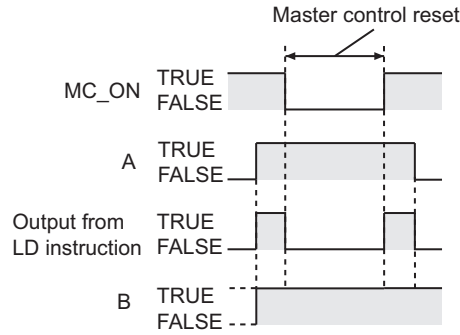 Master control reset
MC_ON
TRUE
FALSE
A
TRUE
FALSE
Output from
LD instruction
TRUE
FALSE
B
TRUE
FALSE